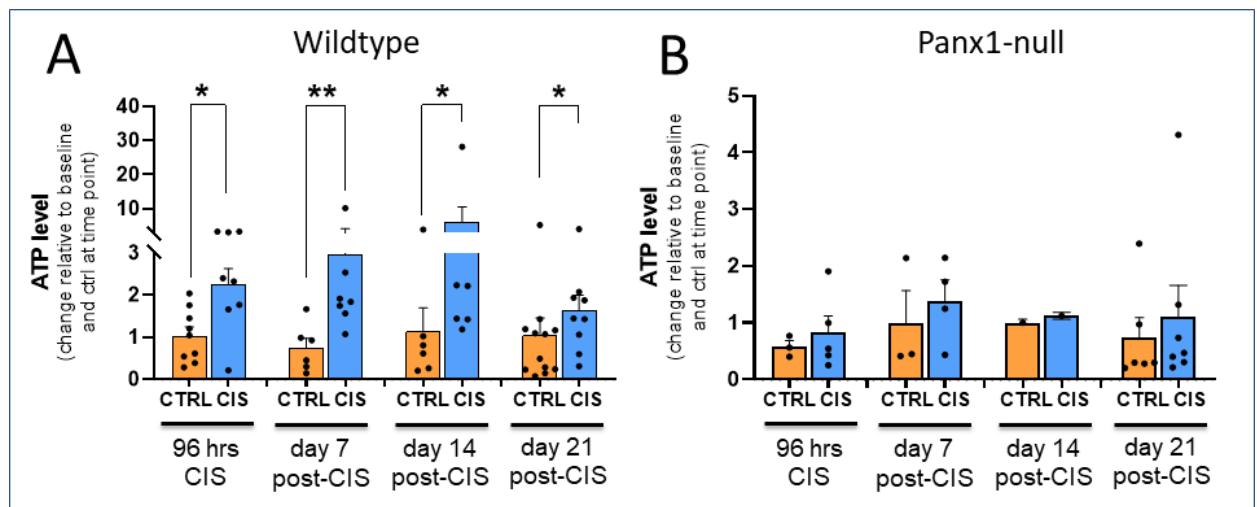 A
Wildtype
*
**
*
*
40
30
20
10
3
2
1
0
ATP level
(change relative to baseline
and ctrl at time point)
CTRL CIS
CTRL CIS
CTRL CIS
CTRL CIS
96 hrs
CIS
day 7
post-CIS
day 14
post-CIS
day 21
post-CIS
B
Panx1-null
5
4
3
2
1
0
ATP level
(change relative to baseline
and ctrl at time point)
CTRL CIS
CTRL CIS
CTRL CIS
CTRL CIS
96 hrs
CIS
day 7
post-CIS
day 14
post-CIS
day 21
post-CIS